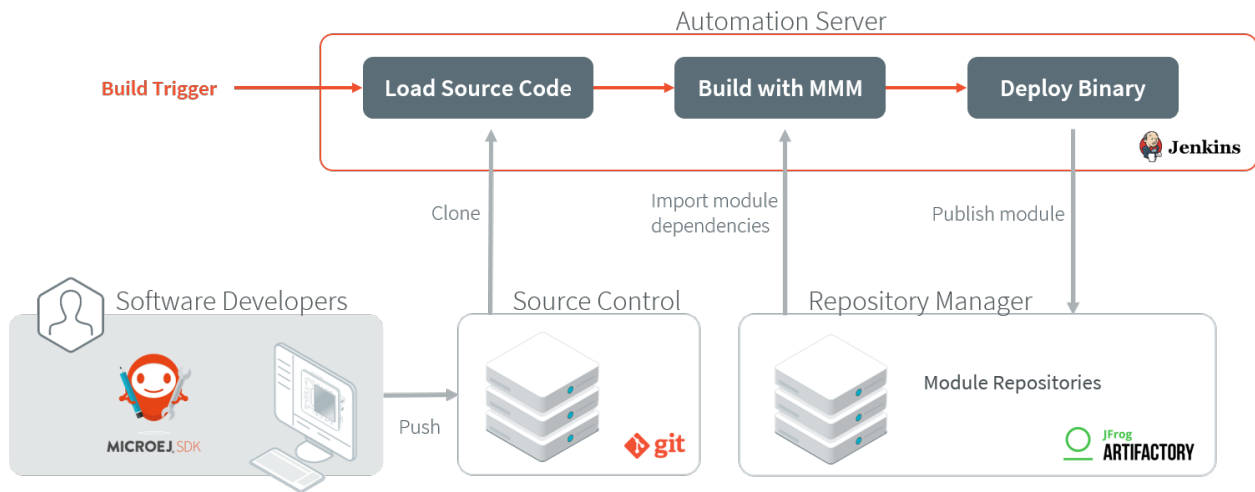 Automation Server
Build Trigger
Load Source Code
Build with MMM
Deploy Binary
Jenkins
Clone
Import module
dependencies
Publish module
Software Developers
Source Control
Repository Manager
MICROEJ. SDK
Push
git
Module Repositories
JFrog
ARTIFACTORY